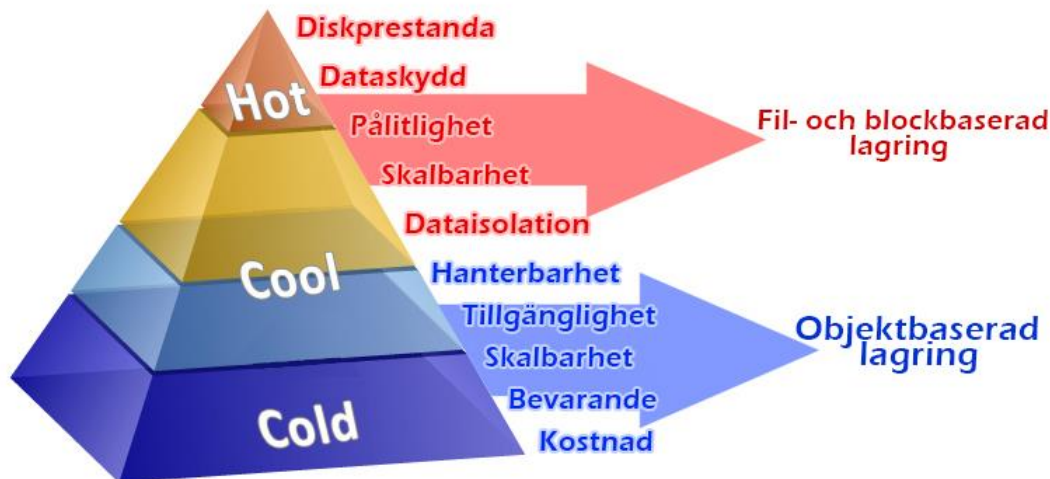 Diskprestanda
Dataskydd
Hot
Pålitlighet
Fil- och blockbaserad
lagring
Skalbarhet
Dataisolation
Cool
Hanterbarhet
Tillgänglighet
Objektbaserad
lagring
Skalbarhet
Bevarande
Cold
Kostnad